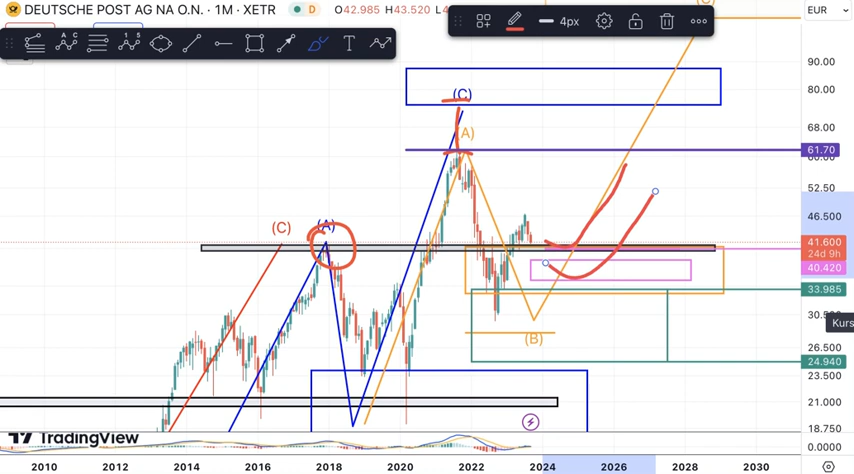 DEUTSCHE POST AG NA O.N. · 1M · XETR
D
O42.985 H43.520
EUR
4px
A C
1 5
T
90.00
80.00
68.00
61.70
60.00
52.50
46.500
41.600
24d 9h
40.420
33.985
30.5
Kurs
26.500
24.940
23.500
21.000
18.750
0.0000
(C)
A)
(C)
(A)
(B)
TradingView
2010
2012
2014
2016
2018
2020
2022
2024
2026
2028
2030